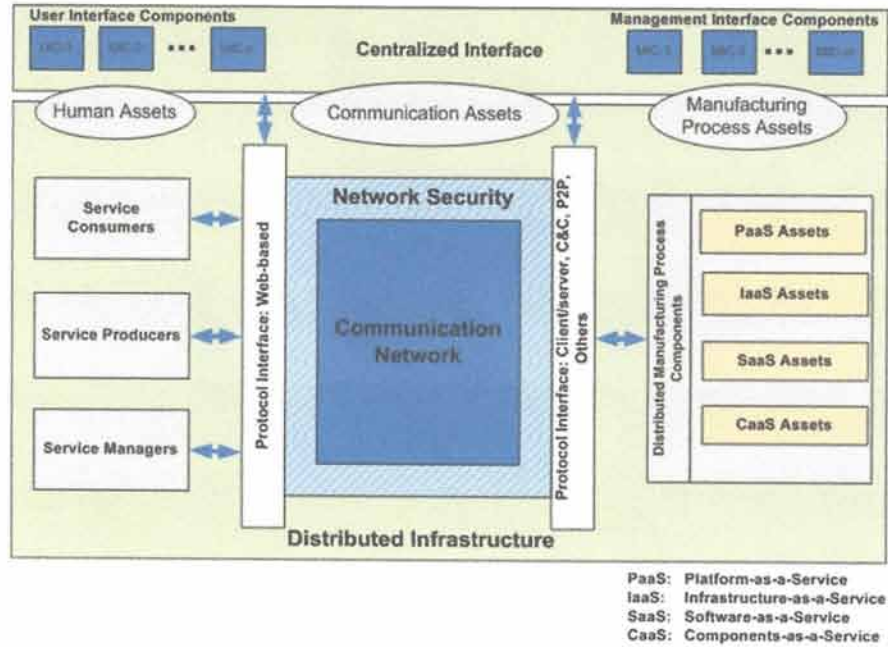 User Interface Components
Management Interface Components
Centralized Interface
Human Assets
Communication Assets
Manufacturing
Process Assets
Service
Consumers
Service Producers
Service Managers
Protocol Interface: Web-based
Network Security
Communication
Network
Protocol Interface: Client/server, C&C, P2P,
Others
Distributed Manufacturing Process
Components
PaaS Assets
IaaS Assets
SaaS Assets
CaaS Assets
Distributed Infrastructure
PaaS: Platform-as-a-Service
IaaS: Infrastructure-as-a-Service
SaaS: Software-as-a-Service
CaaS: Components-as-a-Service